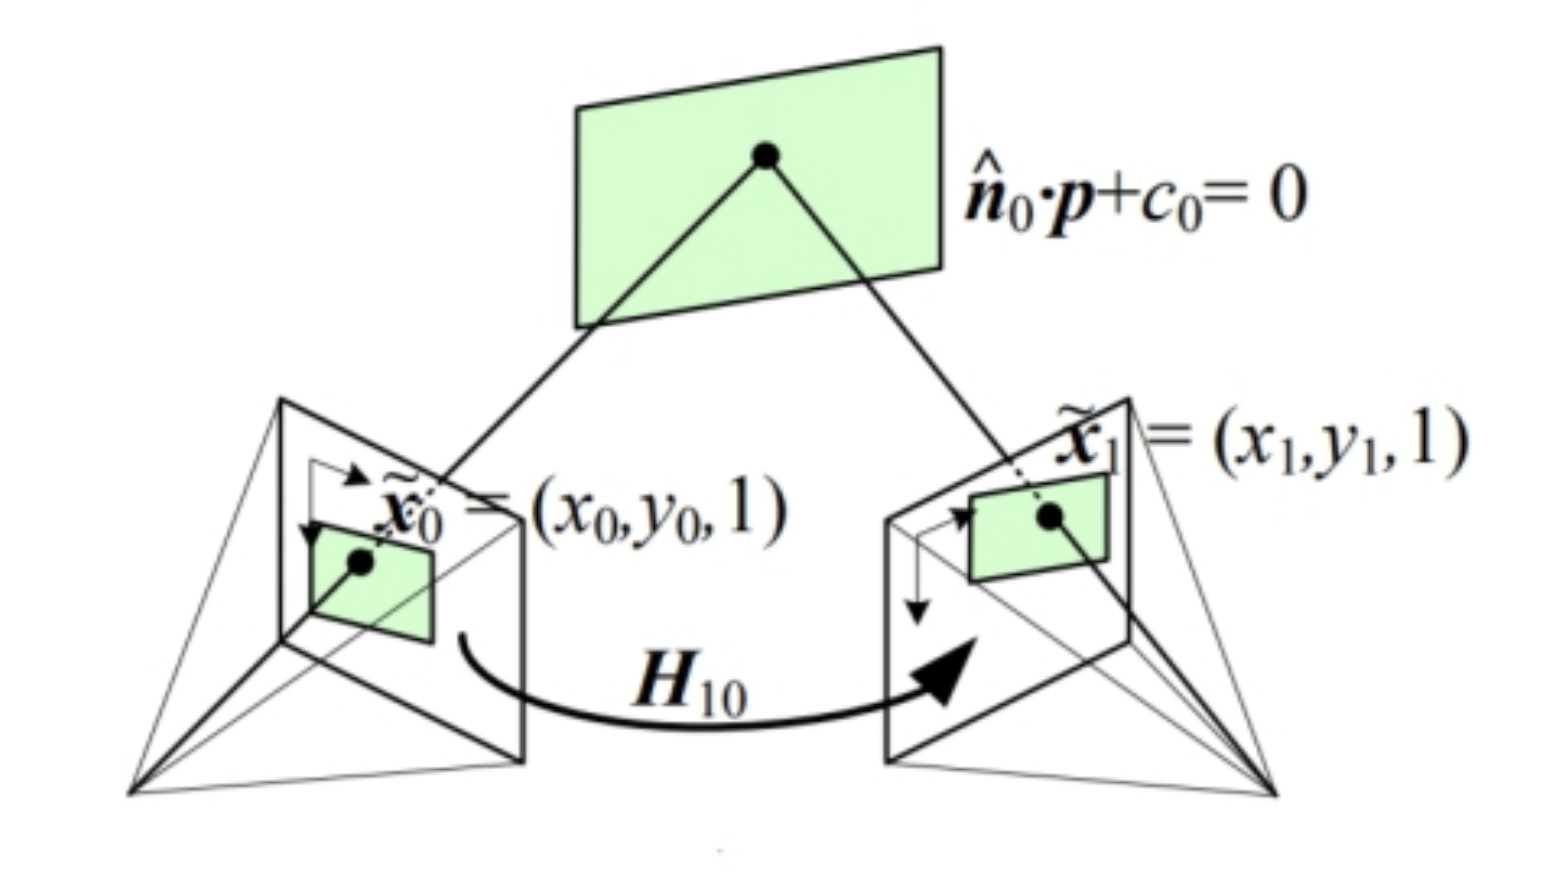 n̂₀·p+c₀= 0
x̃₁ = (x₁,y₁,1)
x̃₀ = (x₀,y₀,1)
H₁₀